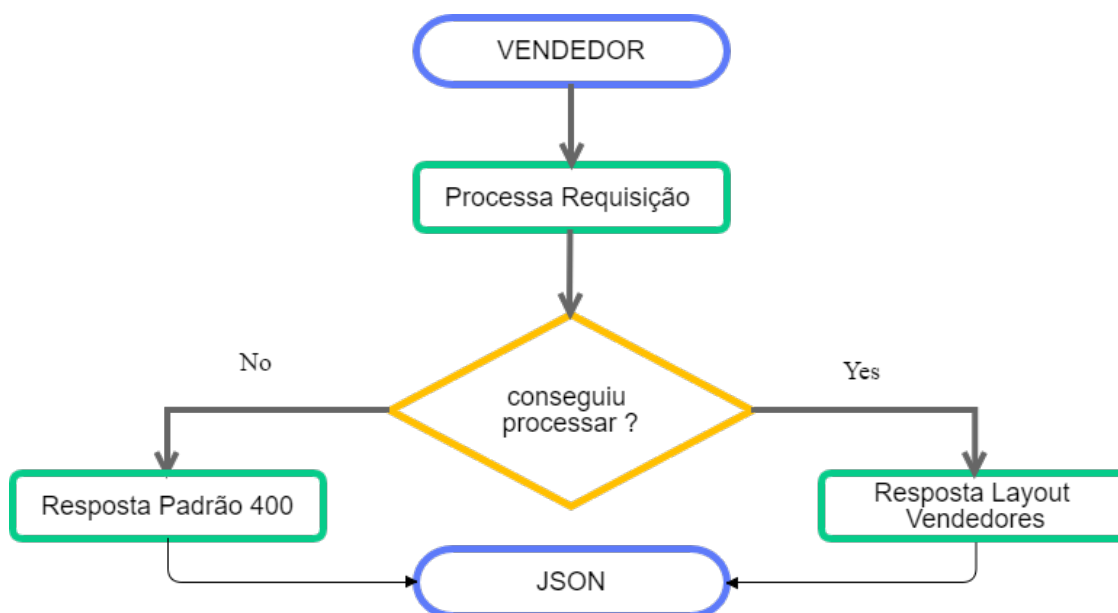 VENDEDOR
Processa Requisição
No
Yes
conseguiu
processar ?
Resposta Padrão 400
Resposta Layout
Vendedores
JSON